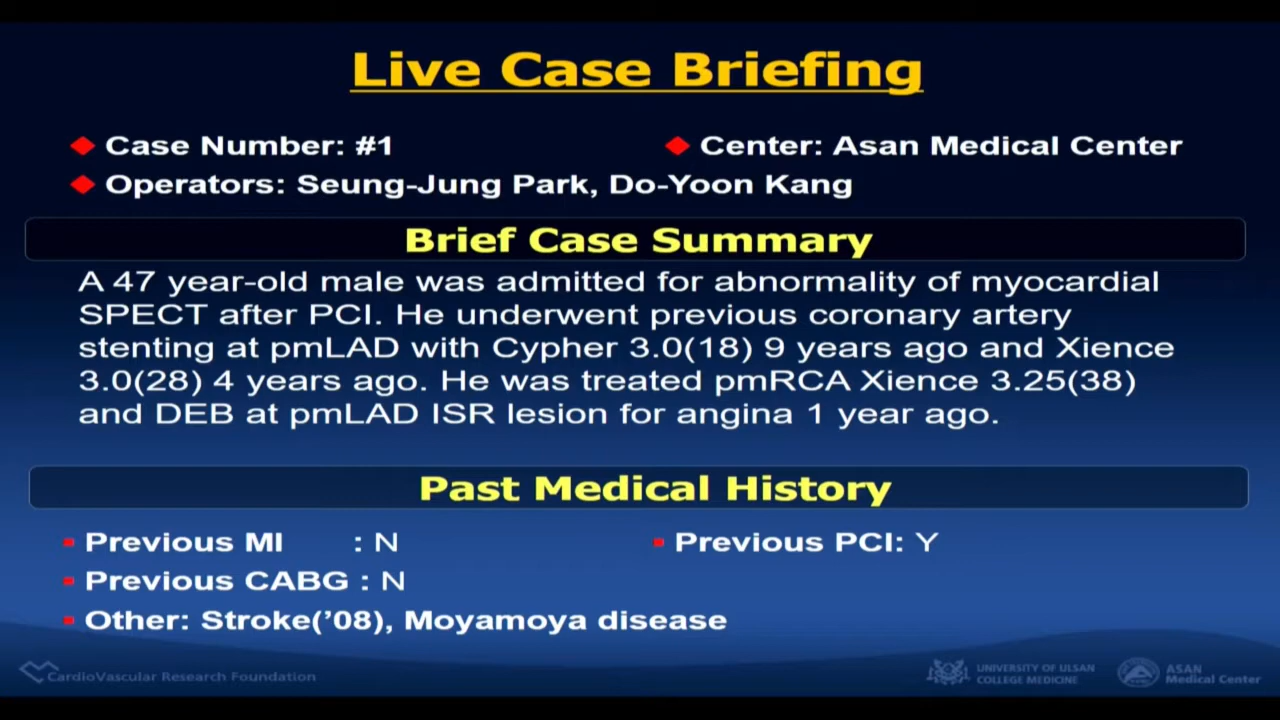 Live Case Briefing
Case Number: #1
Center: Asan Medical Center
Operators: Seung-Jung Park, Do-Yoon Kang
Brief Case Summary
A 47 year-old male was admitted for abnormality of myocardial
SPECT after PCI. He underwent previous coronary artery
stenting at pmLAD with Cypher 3.0(18) 9 years ago and Xience
3.0(28) 4 years ago. He was treated pmRCA Xience 3.25(38)
and DEB at pmLAD ISR lesion for angina 1 year ago.
Past Medical History
Previous MI : N
Previous PCI: Y
Previous CABG : N
Other: Stroke(’08), Moyamoya disease
CardioVascular Research Foundation
UNIVERSITY OF ULSAN
COLLEGE MEDICINE
ASAN
Medical Center